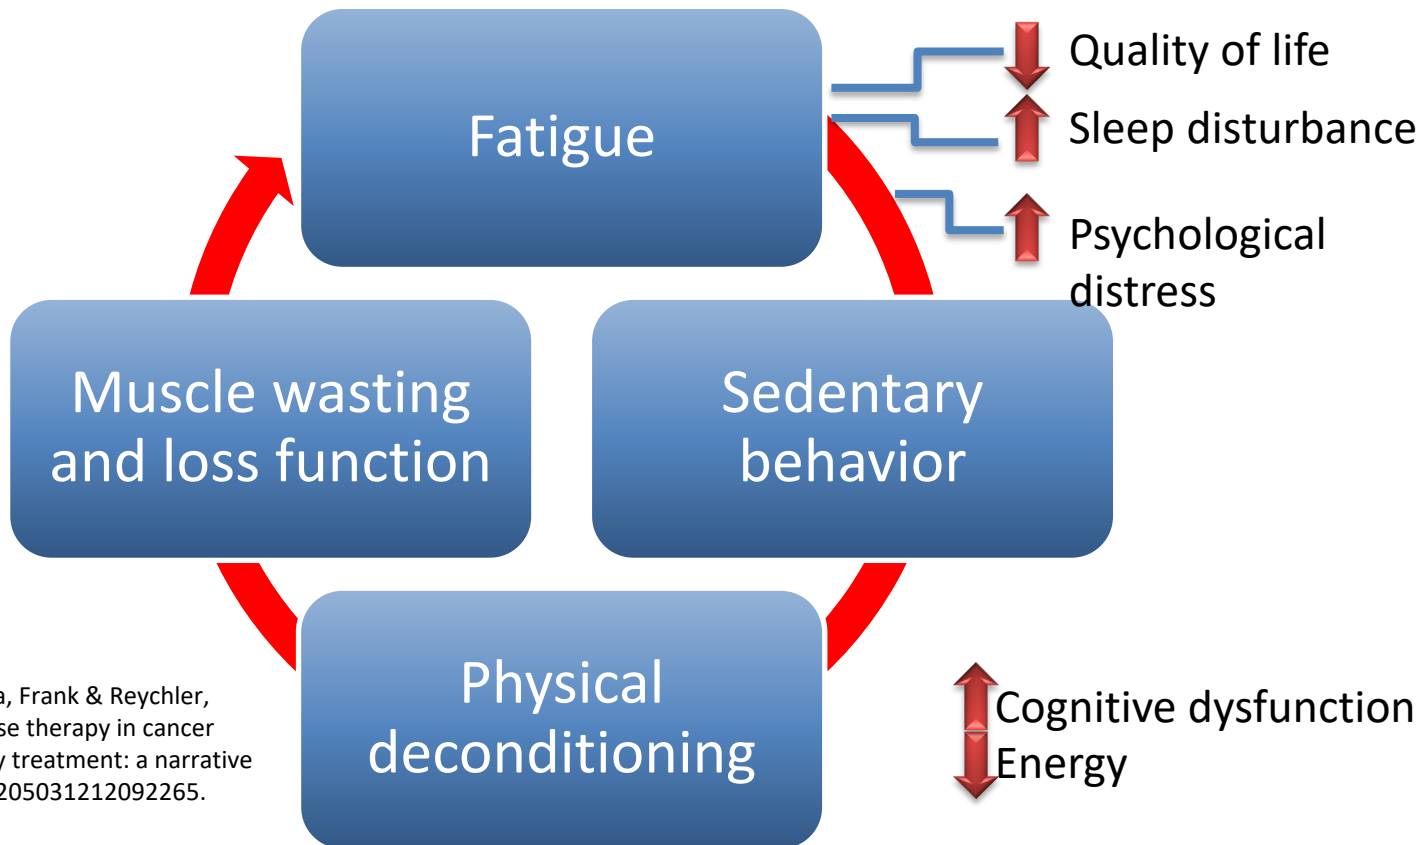 Fatigue
Quality of life
Sleep disturbance
Psychological
distress
Muscle wasting
and loss function
Sedentary
behavior
Physical
deconditioning
Cognitive dysfunction
Energy
a, Frank & Reychler,
se therapy in cancer
y treatment: a narrative
205031212092265.